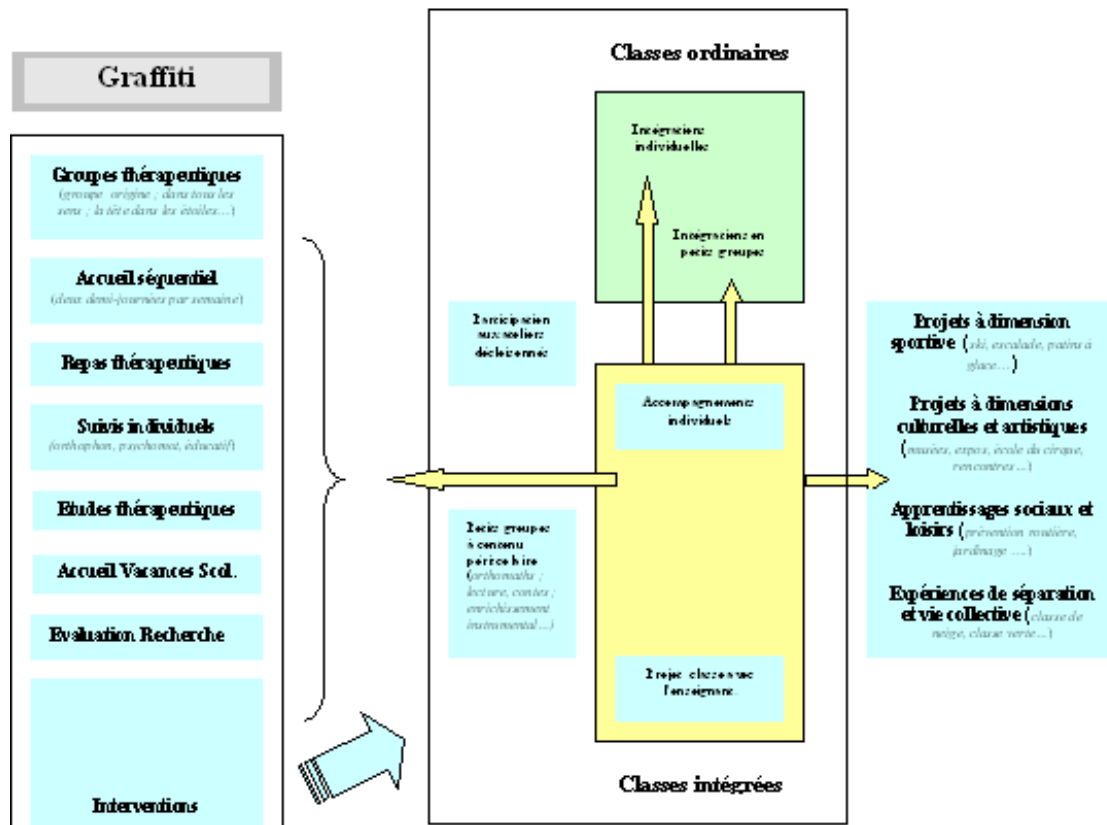 Graffiti
Groupes thérapeutiques
(groupe origine ; dans tous les
sens ; la tête dans les étoiles...)
Accueil séquentiel
(deux demi-journées par semaine)
Repas thérapeutiques
Suivis individuels
(orthophon, psychomot, éducatif)
Etudes thérapeutiques
Accueil Vacances Scol.
Evaluation Recherche
Interventions
Classes ordinaires
Intégrations
individuelles
Intégrations en
petits groupes
Participation
aux ateliers
décloisonnés
Accompagnements
individuels
Petits groupes
à contenu
périscolaire
(orthomaths ;
lecture, contes ;
enrichissement
instrumental...)
Projet classe avec
l'enseignant.
Classes intégrées
Projets à dimension
sportive (ski, escalade, patins à
glace...)
Projets à dimensions
culturelles et artistiques
(musées, expos, école du cirque,
rencontres...)
Apprentissages sociaux et
loisirs (prévention routière,
jardinage ....)
Expériences de séparation
et vie collective (classe de
neige, classe verte...)